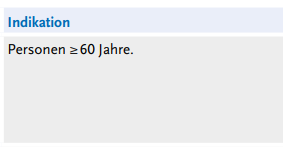 Indikation
Personen ≥60 Jahre.